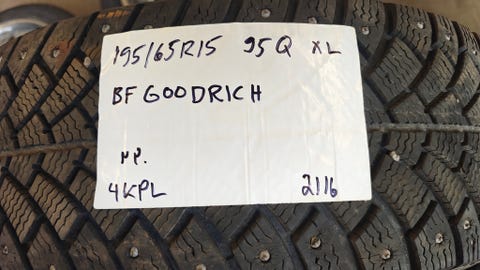 195/65R15 95Q XL
BF GOODRICH
4KPL 2116